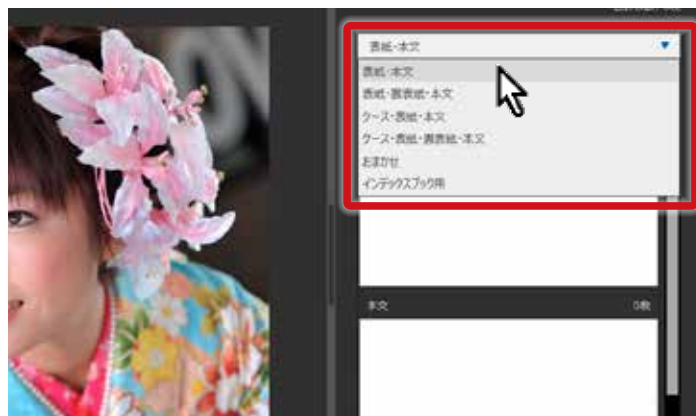 表紙・本文
表紙・本文
表紙・裏表紙・本文
ケース・表紙・本文
ケース・表紙・裏表紙・本文
おまかせ
インデックスブック用
本文 0枚